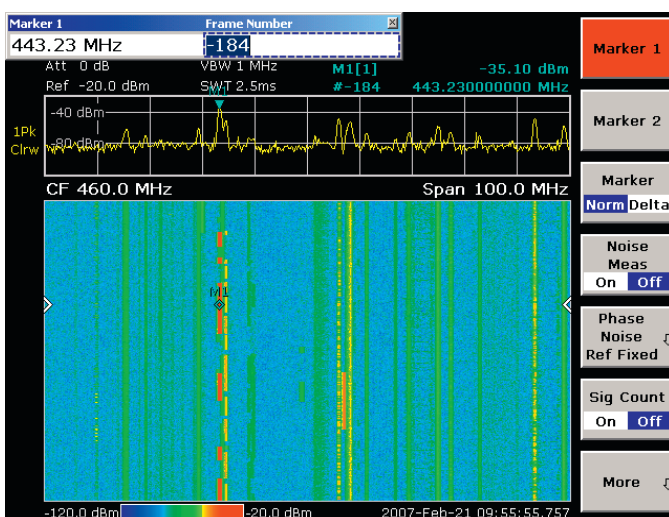 Marker 1 Frame Number
443.23 MHz -184
Att 0 dB VBW 1 MHz M1[1] -35.10 dBm
Ref -20.0 dBm SWT 2.5ms #-184 443.230000000 MHz
M1
-40 dBm
1Pk
Clrw
-80 dBm
CF 460.0 MHz Span 100.0 MHz
M1
-120.0 dBm -20.0 dBm 2007-Feb-21 09:55:55.757
Marker 1
Marker 2
Marker
Norm Delta
Noise
Meas
On Off
Phase
Noise
Ref Fixed
Sig Count
On Off
More